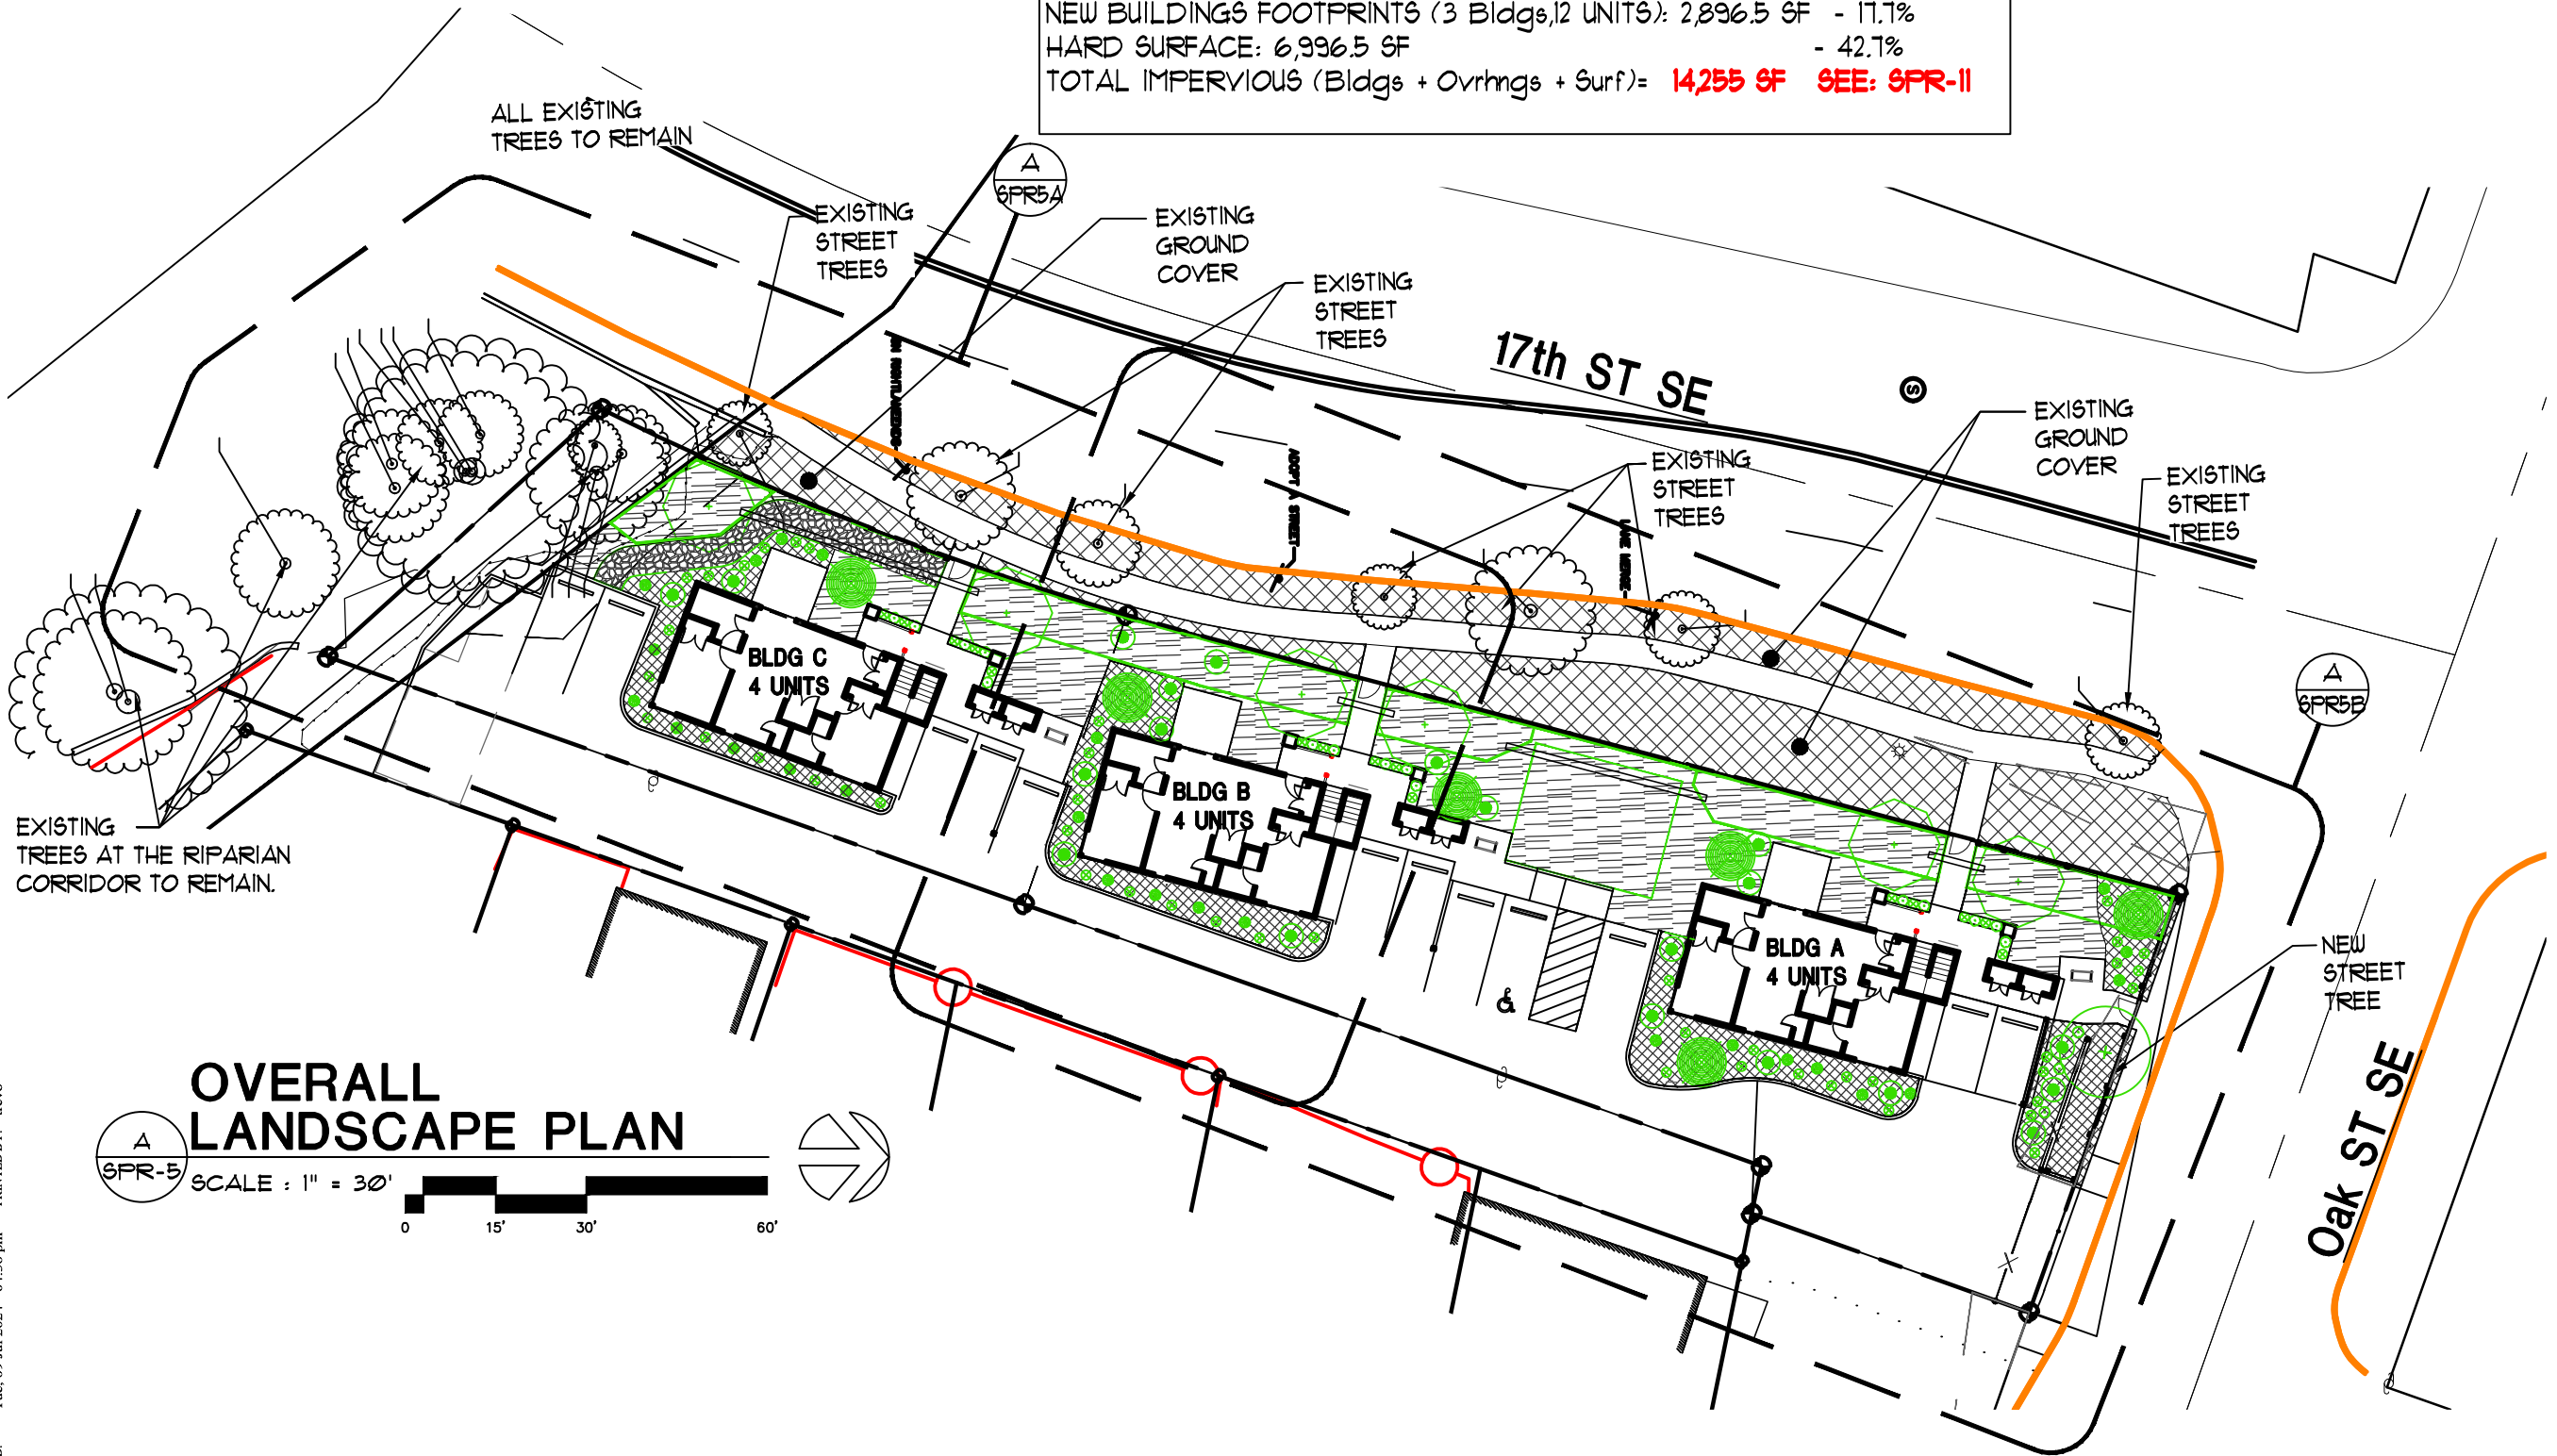 NEW BUILDINGS FOOTPRINTS (3 Bldgs,12 UNITS): 2,896.5 SF - 17.7%
HARD SURFACE: 6,996.5 SF - 42.7%
TOTAL IMPERVIOUS (Bldgs + Ovrhngs + Surf)= 14,255 SF SEE: SPR-11
ALL EXISTING
TREES TO REMAIN
A
SPR5A
EXISTING
STREET
TREES
EXISTING
GROUND
COVER
EXISTING
STREET
TREES
17th ST SE
S
EXISTING
GROUND
COVER
EXISTING
STREET
TREES
EXISTING
STREET
TREES
ADOPT A STREET
LANE MERGE
BLDG C
4 UNITS
BLDG B
4 UNITS
BLDG A
4 UNITS
A
SPR5B
EXISTING
TREES AT THE RIPARIAN
CORRIDOR TO REMAIN.
NEW
STREET
TREE
Oak ST SE
OVERALL
LANDSCAPE PLAN
A
SPR-5
SCALE : 1" = 30'
0 15' 30' 60'